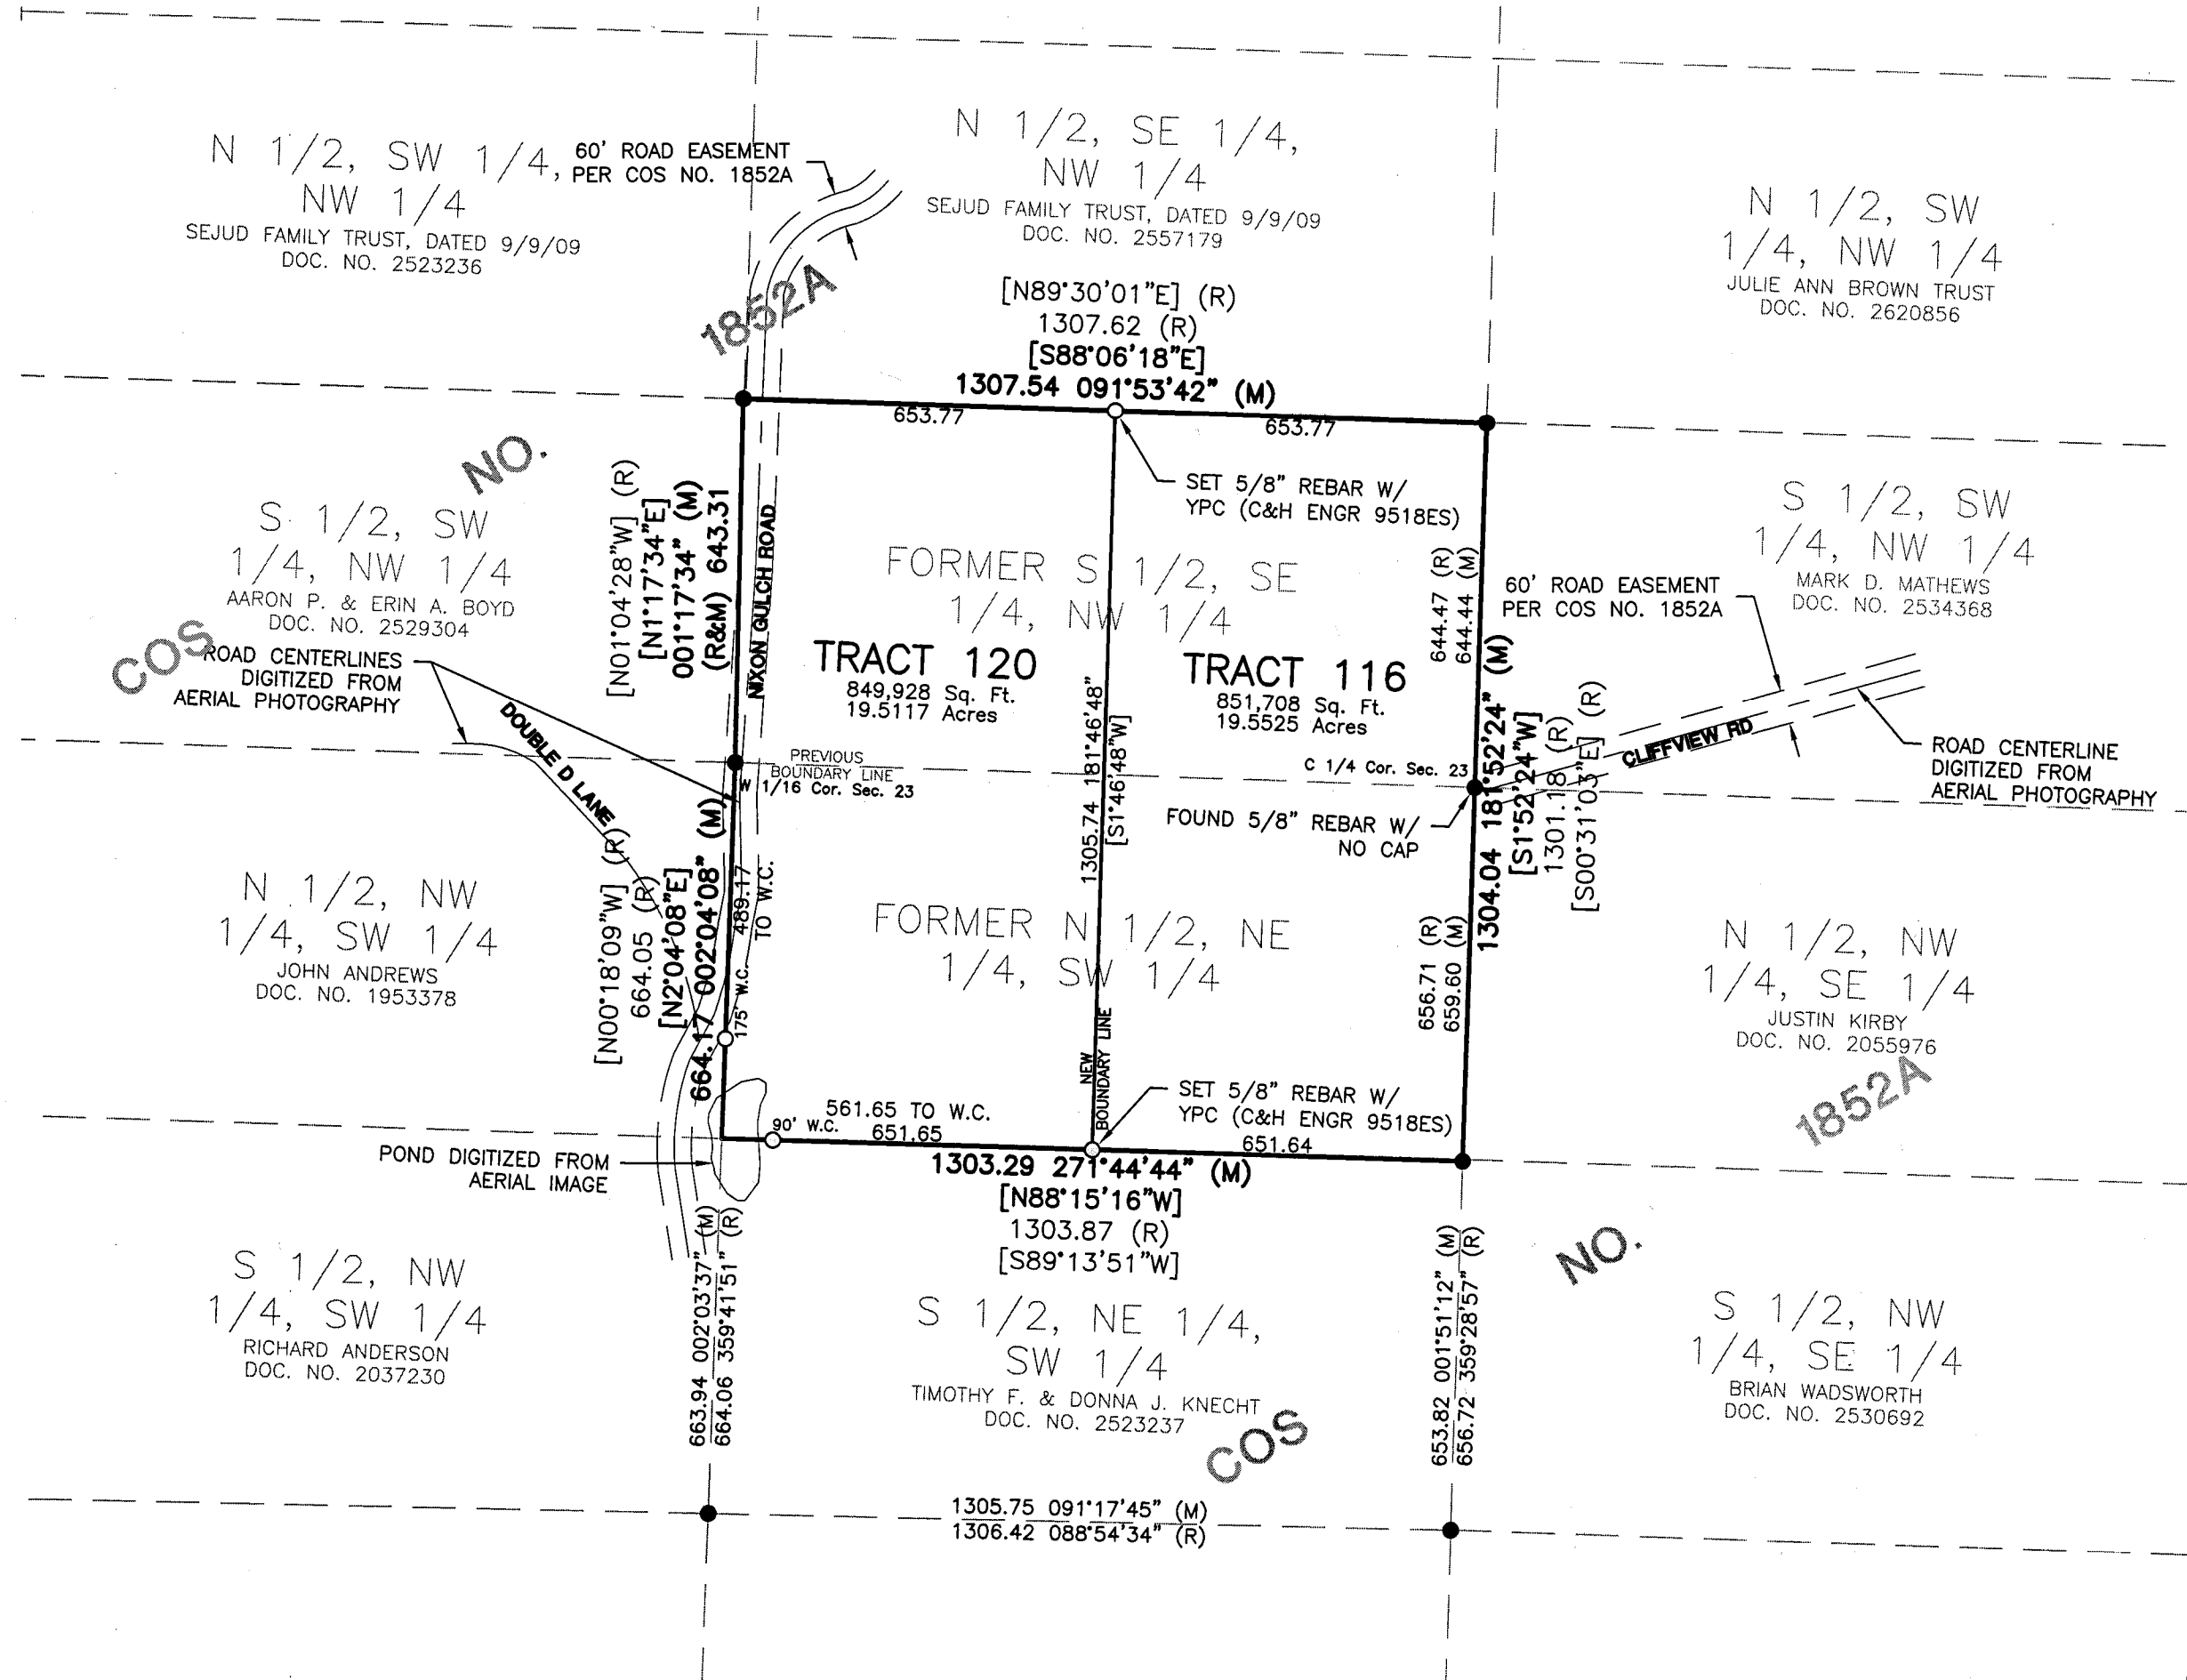 N 1/2, SW 1/4,
NW 1/4
SEJUD FAMILY TRUST, DATED 9/9/09
DOC. NO. 2523236
60' ROAD EASEMENT
PER COS NO. 1852A
N 1/2, SE 1/4,
NW 1/4
SEJUD FAMILY TRUST, DATED 9/9/09
DOC. NO. 2557179
N 1/2, SW
1/4, NW 1/4
JULIE ANN BROWN TRUST
DOC. NO. 2620856
1852A
[N89°30'01"E] (R)
1307.62 (R)
[S88°06'18"E]
1307.54 091°53'42" (M)
653.77
653.77
NO.
COS
S 1/2, SW
1/4, NW 1/4
AARON P. & ERIN A. BOYD
DOC. NO. 2529304
ROAD CENTERLINES
DIGITIZED FROM
AERIAL PHOTOGRAPHY
DOUBLE D LANE
[N01°04'28"W] (R)
[N1°17'34"E]
001°17'34" (M)
(R&M) 643.31
NIXON GULCH ROAD
SET 5/8" REBAR W/
YPC (C&H ENGR 9518ES)
FORMER S 1/2, SE
1/4, NW 1/4
TRACT 120
849,928 Sq. Ft.
19.5117 Acres
TRACT 116
851,708 Sq. Ft.
19.5525 Acres
644.47 (R)
644.44 (M)
S 1/2, SW
1/4, NW 1/4
MARK D. MATHEWS
DOC. NO. 2534368
60' ROAD EASEMENT
PER COS NO. 1852A
CLIFFVIEW RD
ROAD CENTERLINE
DIGITIZED FROM
AERIAL PHOTOGRAPHY
PREVIOUS
BOUNDARY LINE
W 1/16 Cor. Sec. 23
C 1/4 Cor. Sec. 23
FOUND 5/8" REBAR W/
NO CAP
1305.74 181°46'48"
[S1°46'48"W]
1304.04 181°52'24" (M)
[S1°52'24"W]
1301.18 (R)
[S00°31'03"E] (R)
N 1/2, NW
1/4, SW 1/4
JOHN ANDREWS
DOC. NO. 1953378
[N00°18'09"W] (R)
664.05 (R)
[N2°04'08"E]
664.17 002°04'08" (M)
489.17
TO W.C.
175' W.C.
FORMER N 1/2, NE
1/4, SW 1/4
656.71 (R)
659.60 (M)
N 1/2, NW
1/4, SE 1/4
JUSTIN KIRBY
DOC. NO. 2055976
1852A
NEW
BOUNDARY LINE
SET 5/8" REBAR W/
YPC (C&H ENGR 9518ES)
561.65 TO W.C.
90' W.C.
651.65
651.64
POND DIGITIZED FROM
AERIAL IMAGE
1303.29 271°44'44" (M)
[N88°15'16"W]
1303.87 (R)
[S89°13'51"W]
S 1/2, NW
1/4, SW 1/4
RICHARD ANDERSON
DOC. NO. 2037230
663.94 002°03'37" (M)
664.06 359°41'51" (R)
S 1/2, NE 1/4,
SW 1/4
TIMOTHY F. & DONNA J. KNECHT
DOC. NO. 2523237
COS
NO.
653.82 001°51'12" (M)
656.72 359°28'57" (R)
S 1/2, NW
1/4, SE 1/4
BRIAN WADSWORTH
DOC. NO. 2530692
1305.75 091°17'45" (M)
1306.42 088°54'34" (R)